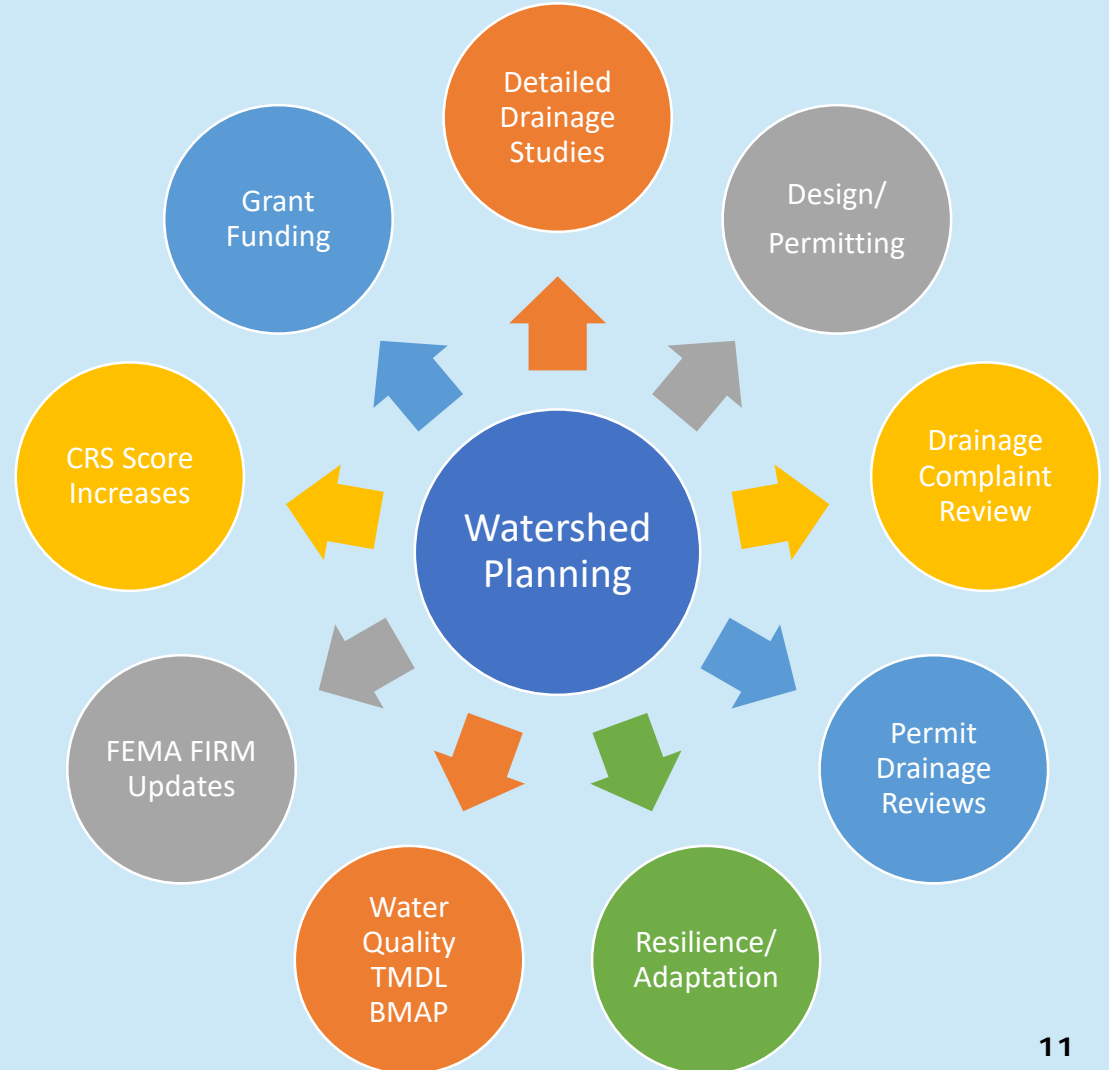 Detailed
Drainage
Studies
Design/
Permitting
Drainage
Complaint
Review
Permit
Drainage
Reviews
Resilience/
Adaptation
Water
Quality
TMDL
BMAP
FEMA FIRM
Updates
CRS Score
Increases
Grant
Funding
Watershed
Planning
11